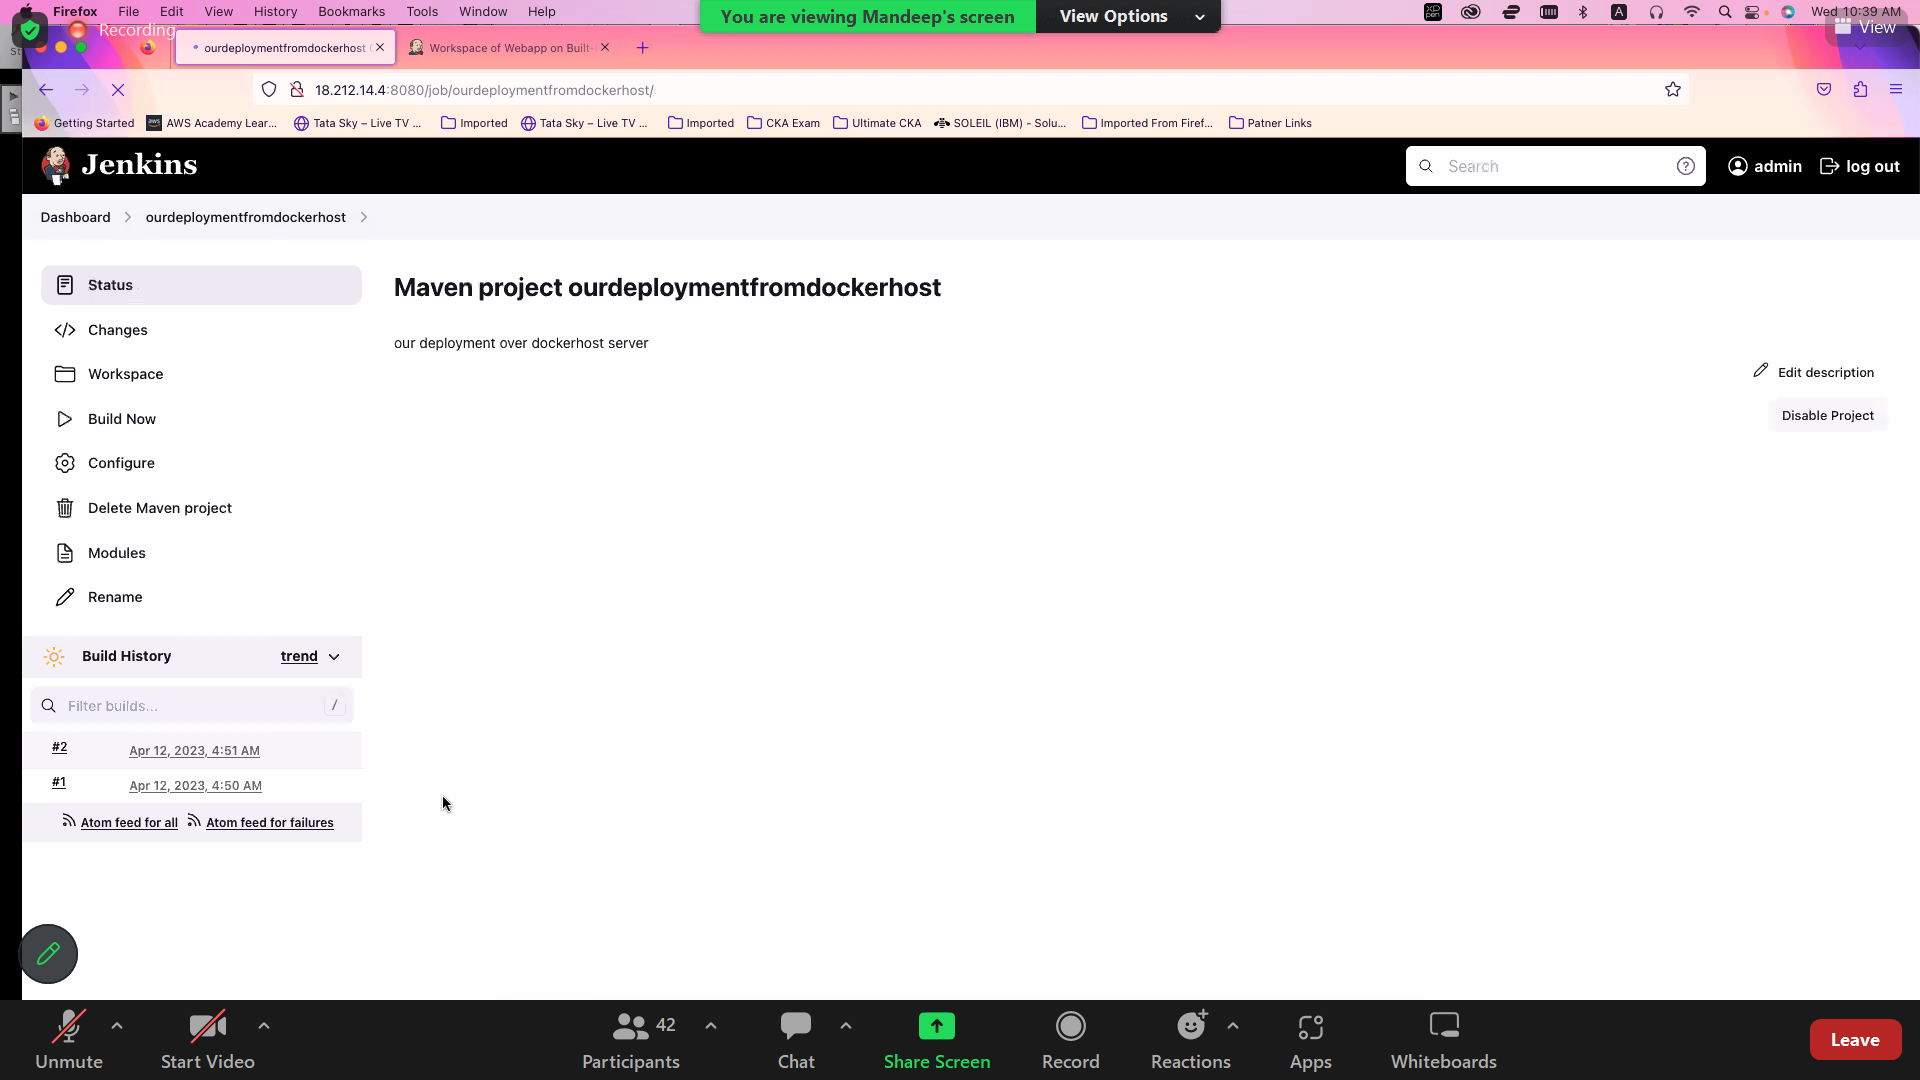 Firefox File Edit View History Bookmarks Tools Window Help
You are viewing Mandeep's screen View Options
Wed 10:39 AM
Recording
View
ourdeploymentfromdockerhost
Workspace of Webapp on Built-
18.212.14.4:8080/job/ourdeploymentfromdockerhost/
Getting Started aws AWS Academy Lear... Tata Sky – Live TV ... Imported Tata Sky – Live TV ... Imported CKA Exam Ultimate CKA SOLEIL (IBM) - Solu... Imported From Firef... Patner Links
Jenkins
Search
admin
log out
Dashboard
ourdeploymentfromdockerhost
Status
Changes
Workspace
Build Now
Configure
Delete Maven project
Modules
Rename
Maven project ourdeploymentfromdockerhost
our deployment over dockerhost server
Edit description
Disable Project
Build History trend
Filter builds... /
#2 Apr 12, 2023, 4:51 AM
#1 Apr 12, 2023, 4:50 AM
Atom feed for all Atom feed for failures
Unmute
Start Video
42
Participants
Chat
Share Screen
Record
Reactions
Apps
Whiteboards
Leave